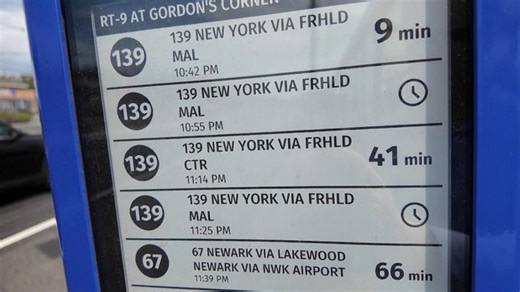 RT-9 AT GORDON'S CORNER
139 139 NEW YORK VIA FRHLD 9 min
MAL
10:42 PM
139 139 NEW YORK VIA FRHLD
MAL
10:55 PM
139 139 NEW YORK VIA FRHLD 41 min
CTR
11:14 PM
139 139 NEW YORK VIA FRHLD
MAL
11:25 PM
67 67 NEWARK VIA LAKEWOOD 66 min
NEWARK VIA NWK AIRPORT
11:39 PM